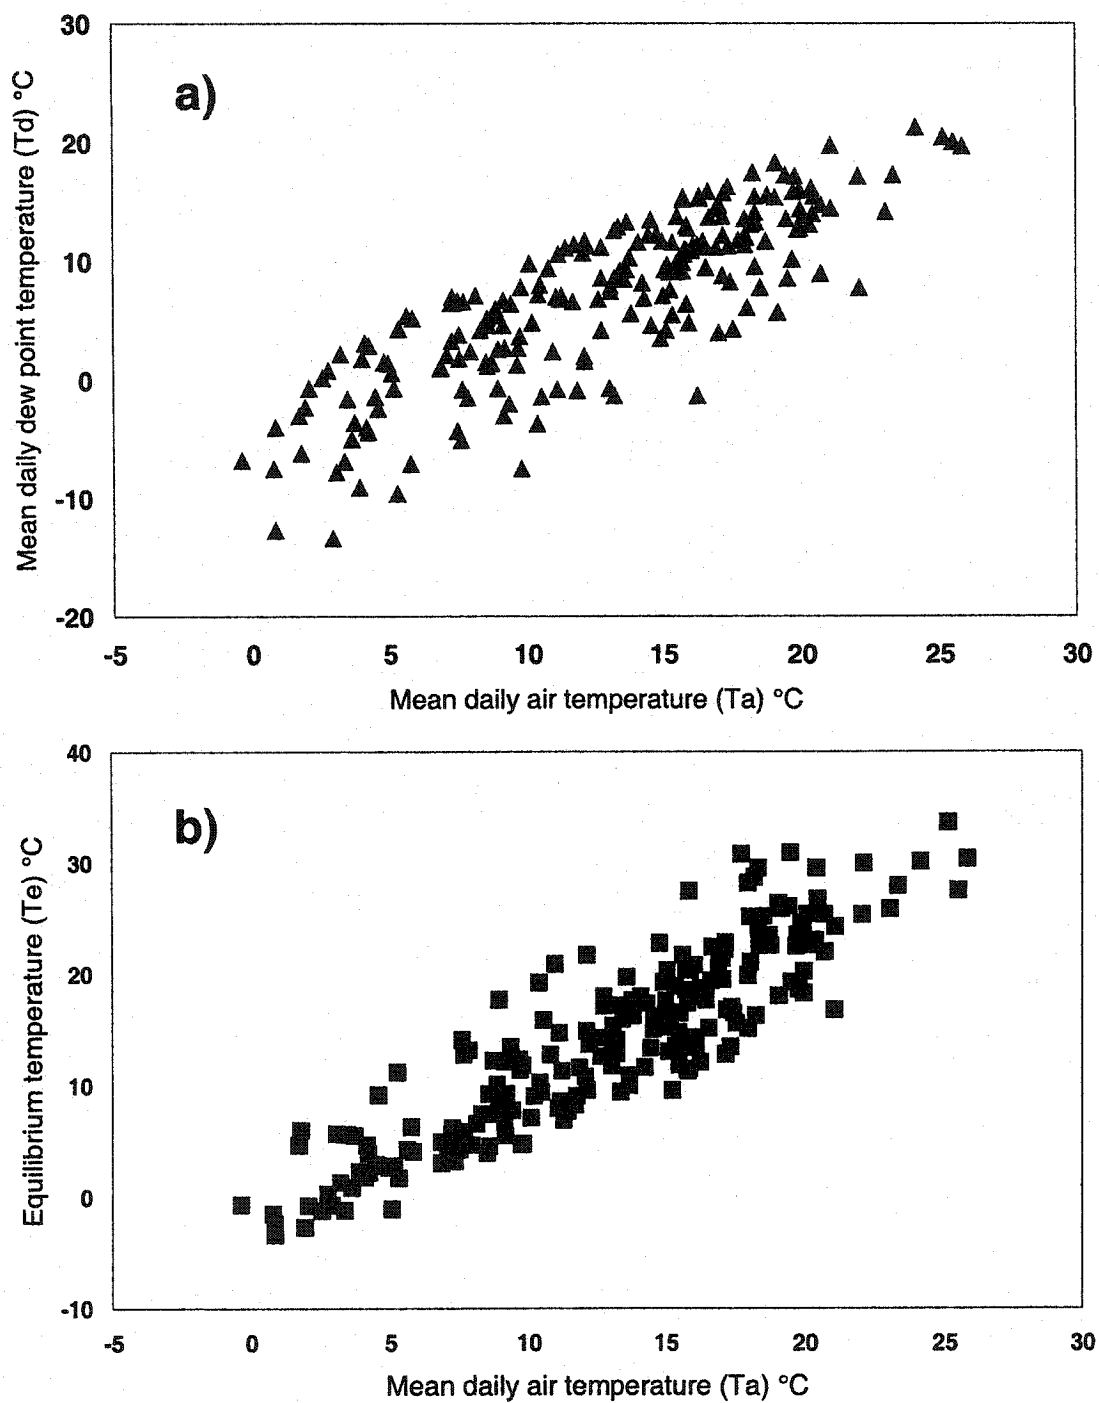 a)
Mean daily dew point temperature (Td) °C
30
20
10
0
-10
-20
-5 0 5 10 15 20 25 30
Mean daily air temperature (Ta) °C
b)
Equilibrium temperature (Te) °C
40
30
20
10
0
-10
-5 0 5 10 15 20 25 30
Mean daily air temperature (Ta) °C